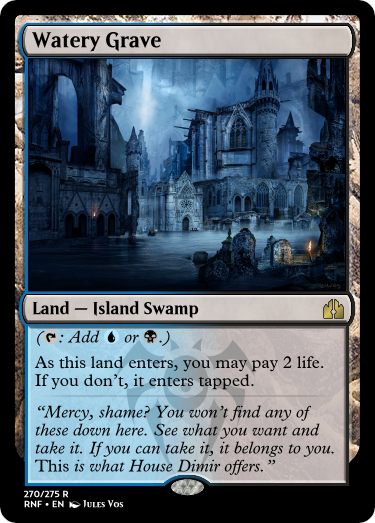 Watery Grave
Land — Island Swamp
(: Add or .)
As this land enters, you may pay 2 life.
If you don’t, it enters tapped.
“Mercy, shame? You won’t find any of
these down here. See what you want and
take it. If you can take it, it belongs to you.
This is what House Dimir offers.”
270/275 R
RNF • EN Jules Vos